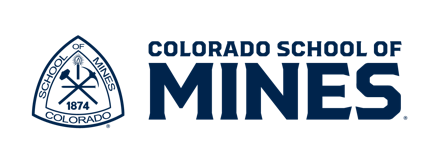 SCHOOL OF MINES
1874
COLORADO
®
COLORADO SCHOOL OF
MINES®